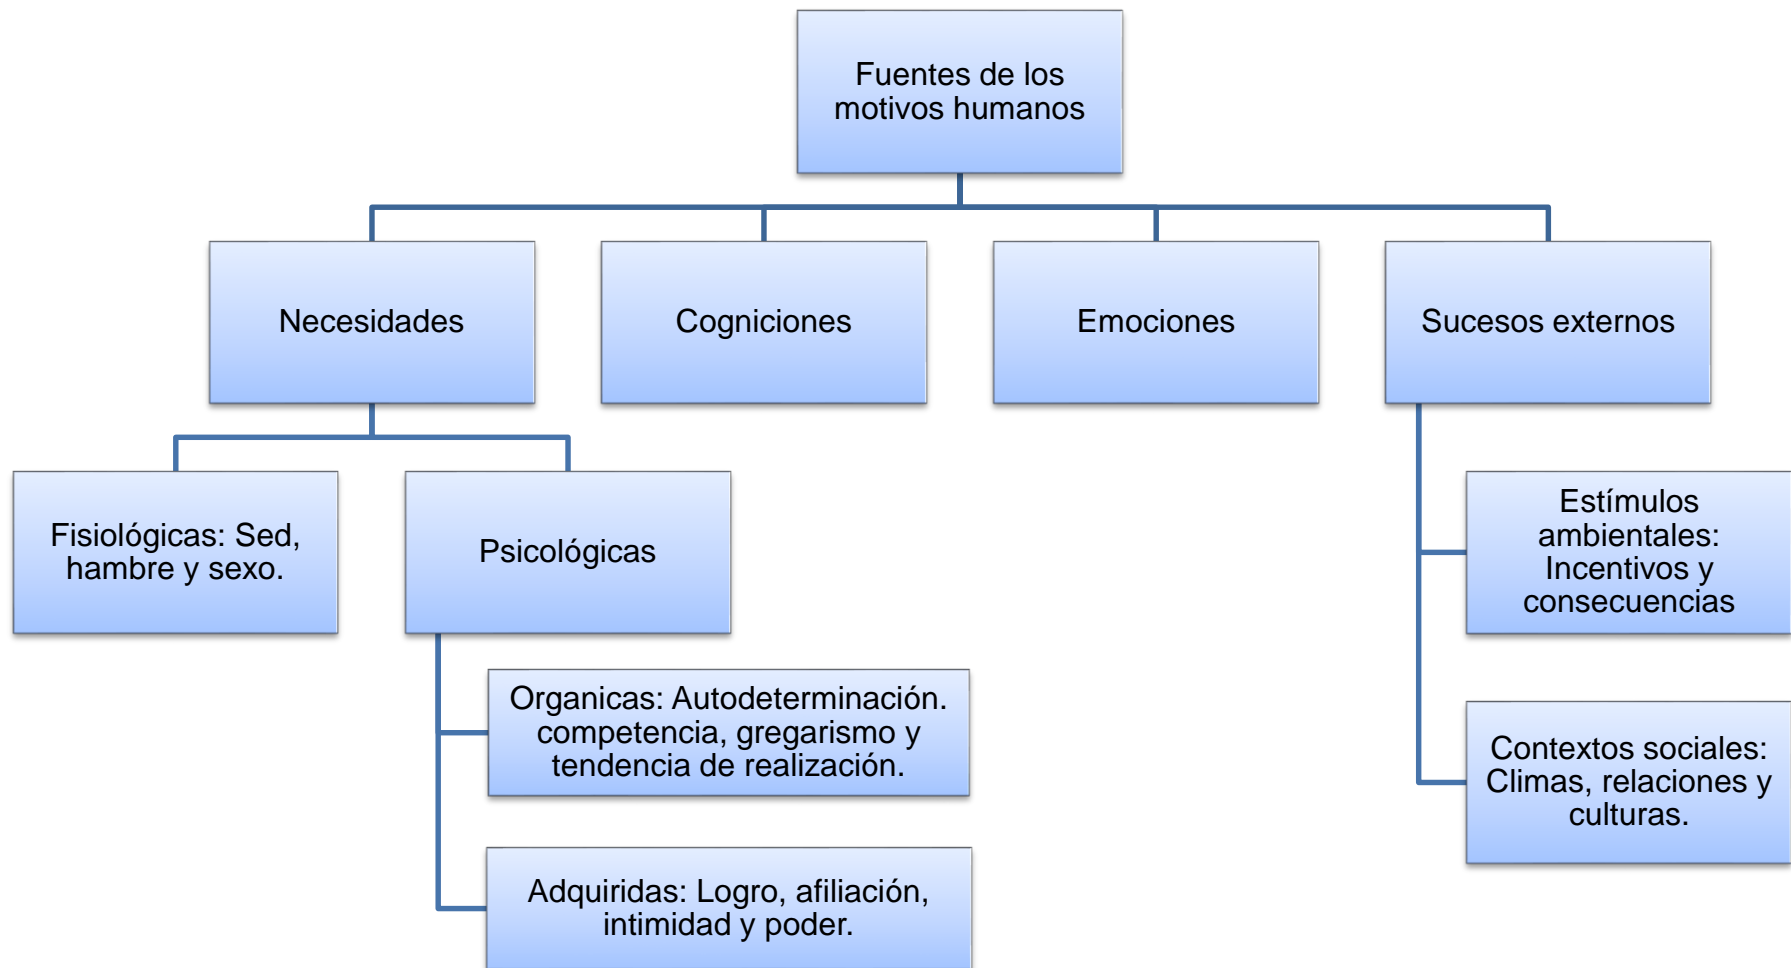 Fuentes de los
motivos humanos
Necesidades
Cogniciones
Emociones
Sucesos externos
Fisiológicas: Sed,
hambre y sexo.
Psicológicas
Organicas: Autodeterminación.
competencia, gregarismo y
tendencia de realización.
Adquiridas: Logro, afiliación,
intimidad y poder.
Estímulos
ambientales:
Incentivos y
consecuencias
Contextos sociales:
Climas, relaciones y
culturas.